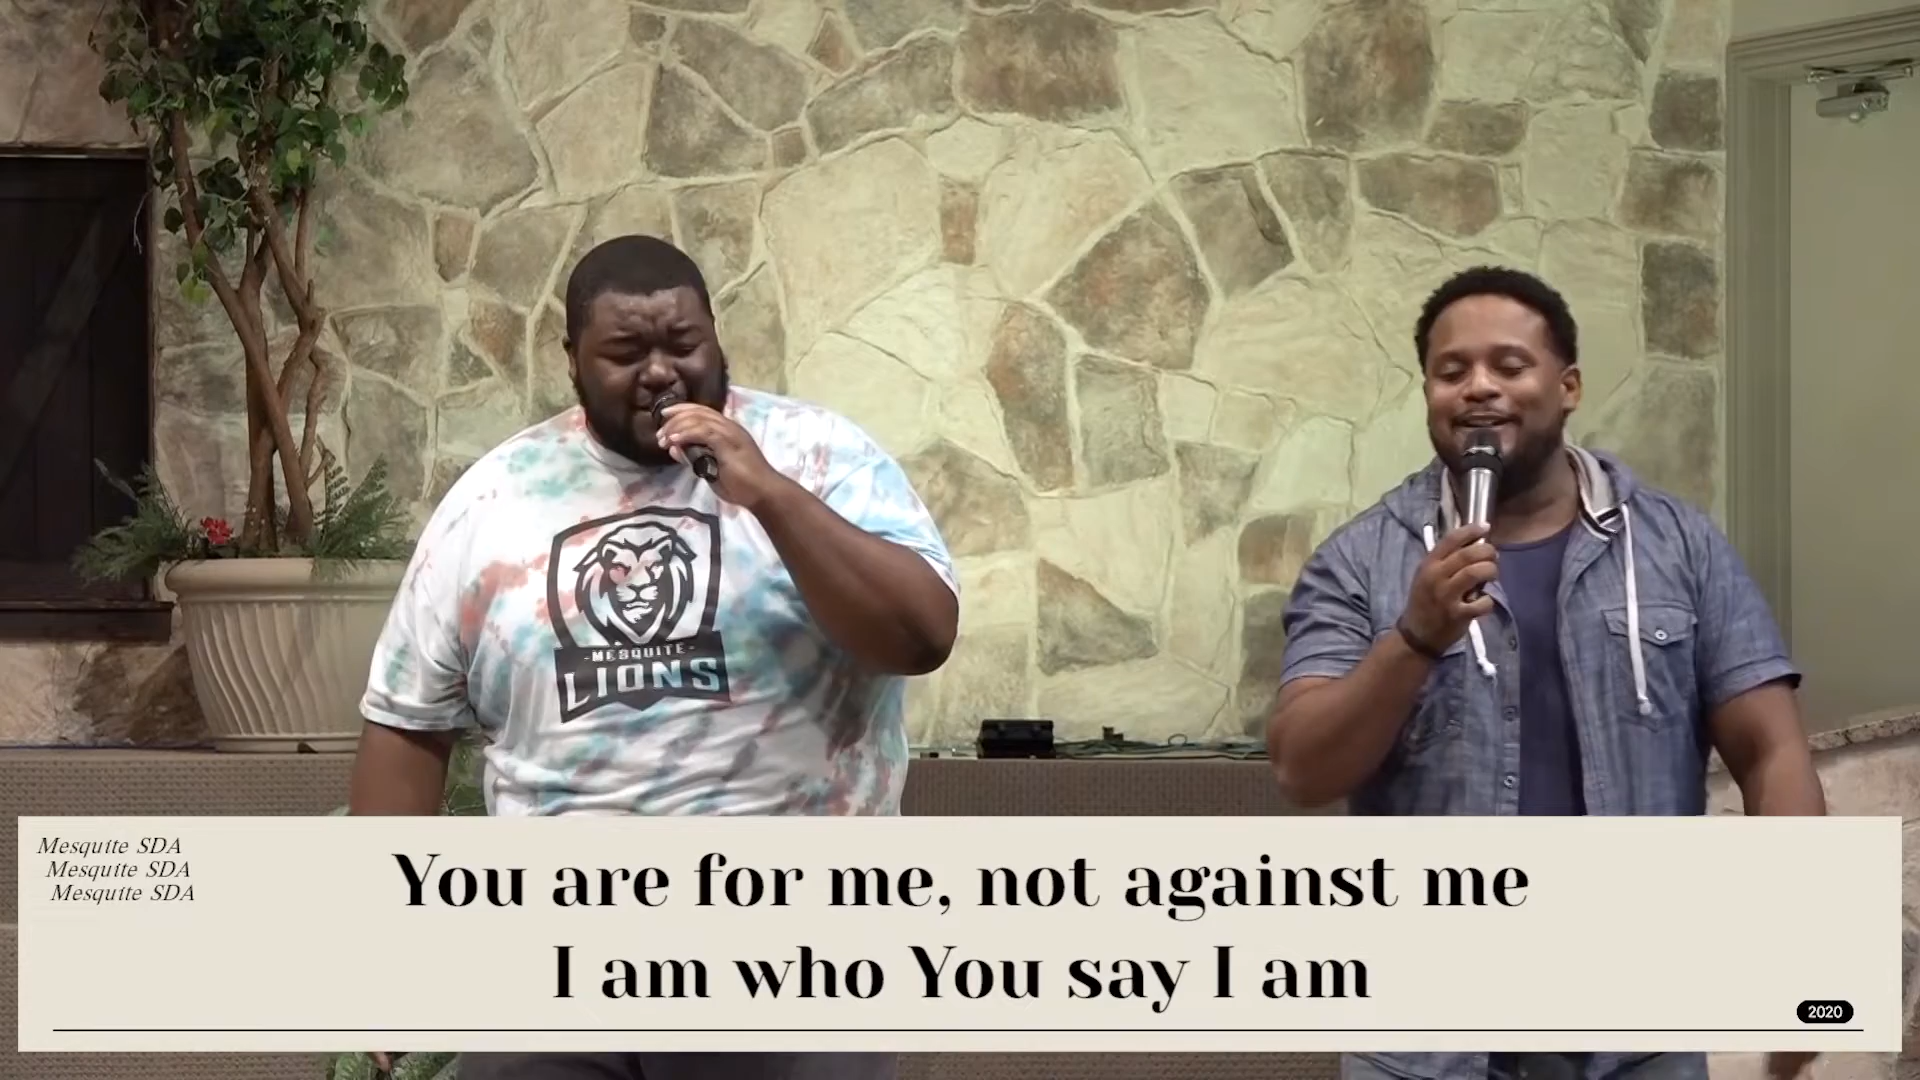 -MESQUITE-
LIONS
Mesquite SDA
Mesquite SDA
Mesquite SDA
You are for me, not against me
I am who You say I am
2020